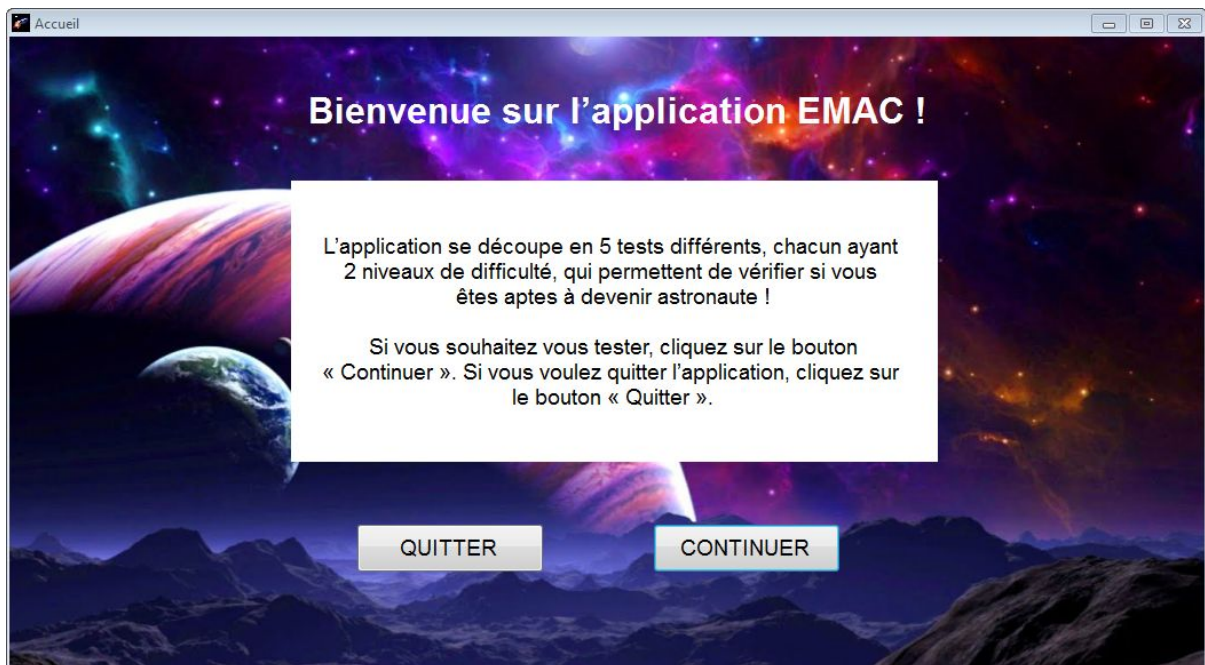 Accueil
Bienvenue sur l’application EMAC !
L’application se découpe en 5 tests différents, chacun ayant
2 niveaux de difficulté, qui permettent de vérifier si vous
êtes aptes à devenir astronaute !
Si vous souhaitez vous tester, cliquez sur le bouton
« Continuer ». Si vous voulez quitter l’application, cliquez sur
le bouton « Quitter ».
QUITTER
CONTINUER